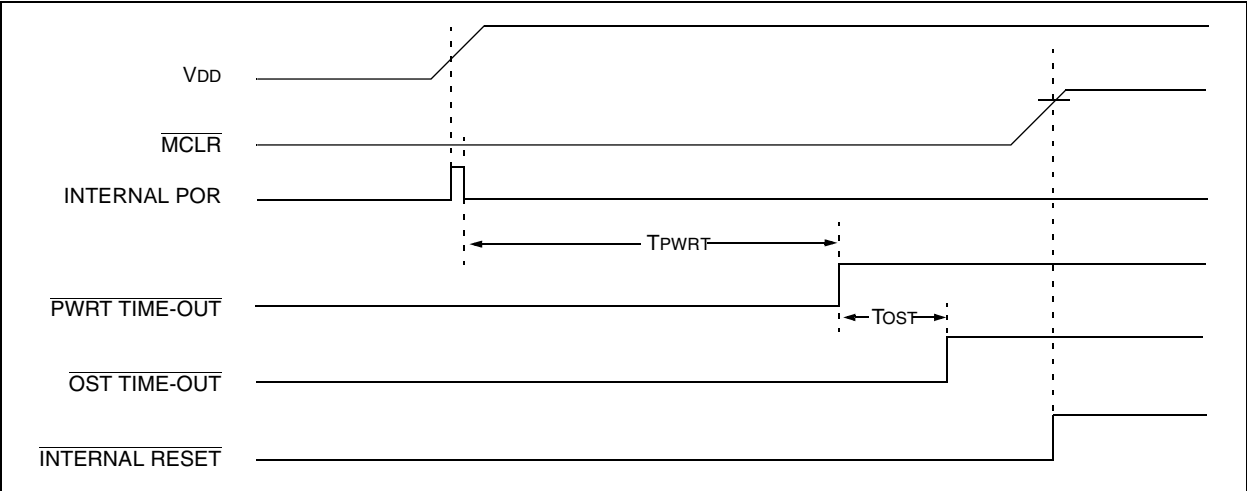 VDD
MCLR
INTERNAL POR
TPWRT
PWRT TIME-OUT
TOST
OST TIME-OUT
INTERNAL RESET